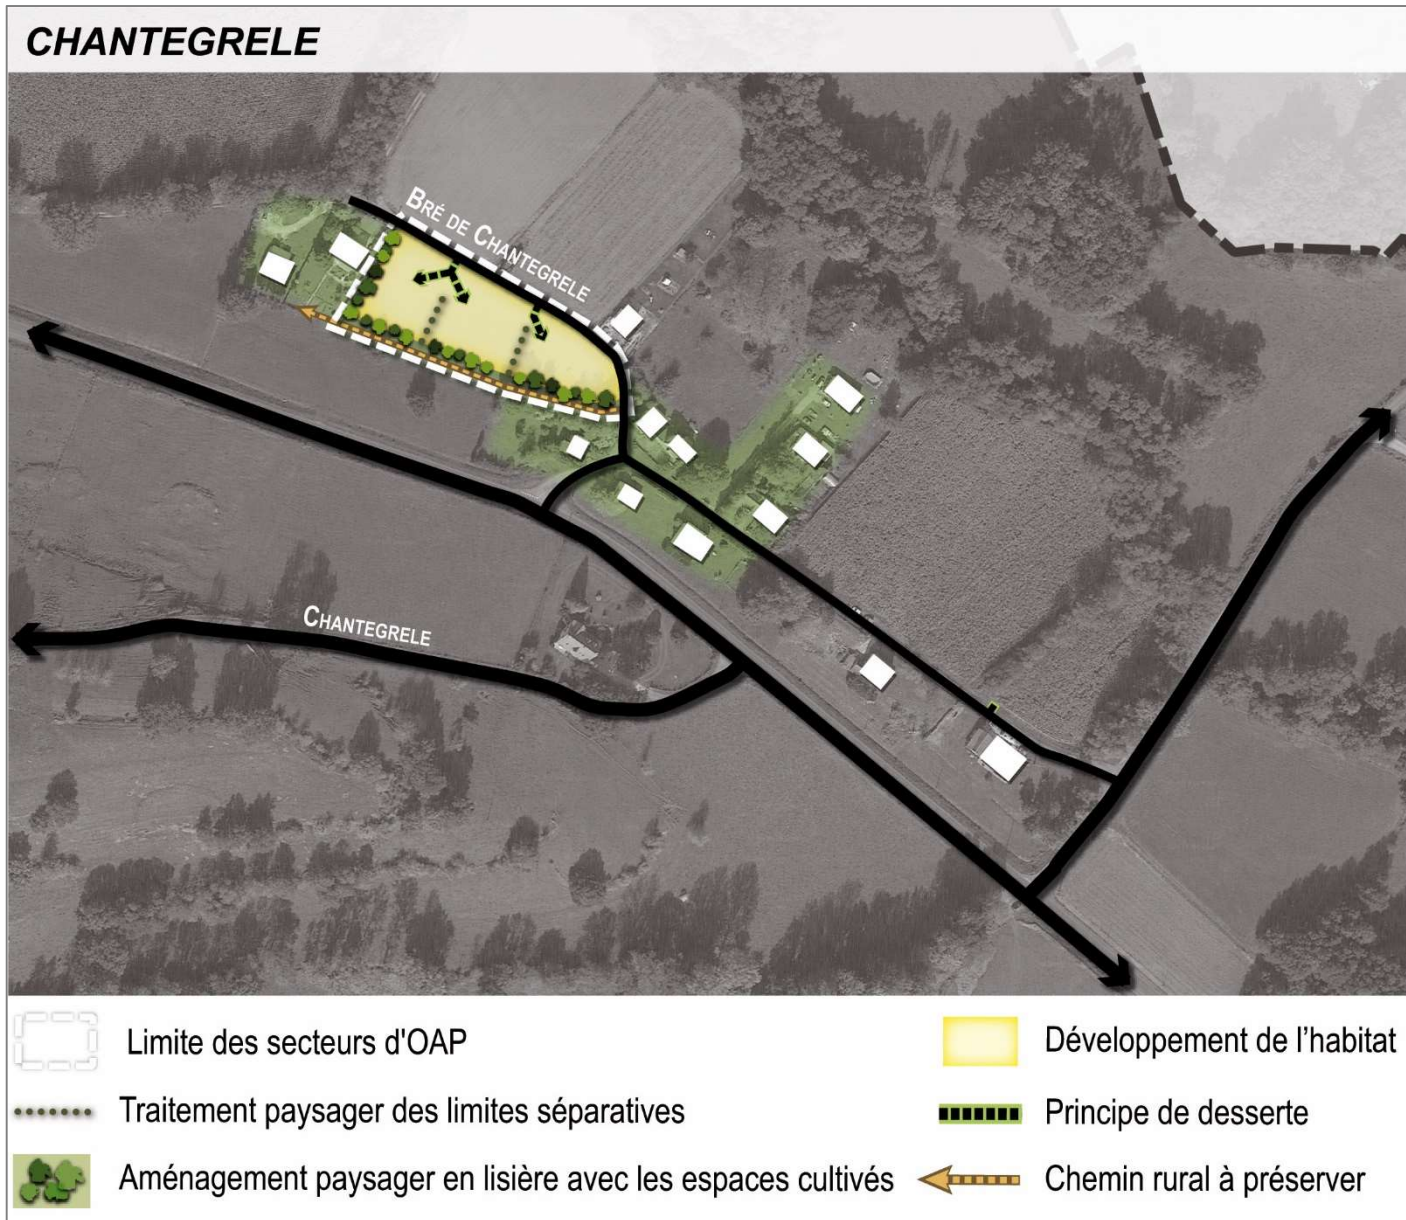 CHANTEGRELE
BRÉ DE CHANTEGRELE
CHANTEGRELE
Limite des secteurs d'OAP
Développement de l'habitat
Traitement paysager des limites séparatives
Principe de desserte
Aménagement paysager en lisière avec les espaces cultivés
Chemin rural à préserver